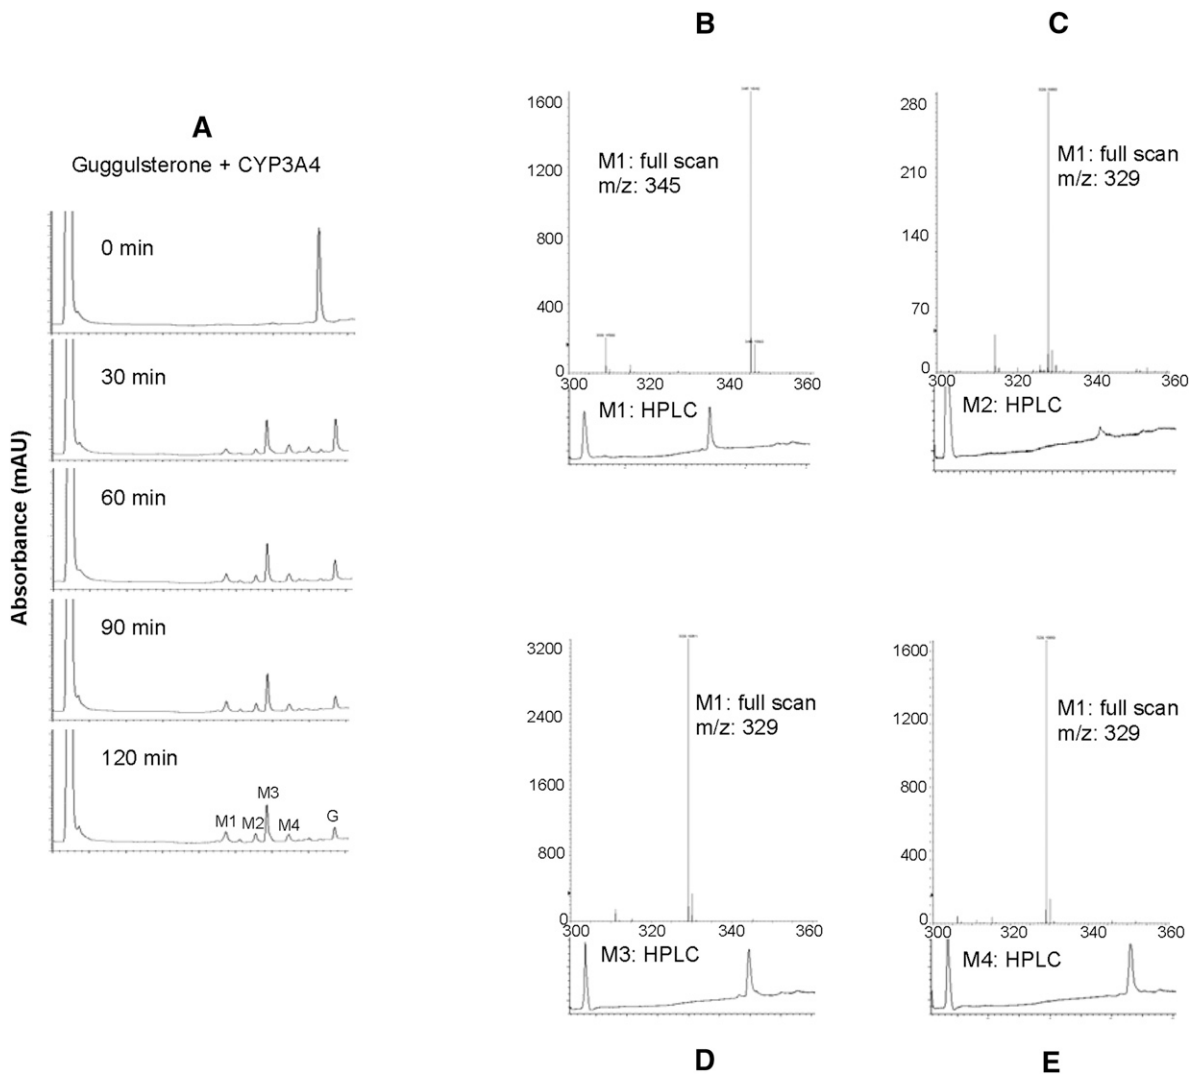 B
C
A
Guggulsterone + CYP3A4
Absorbance (mAU)
0 min
30 min
60 min
90 min
120 min
M1
M2
M3
M4
G
1600
1200
800
400
0
M1: full scan
m/z: 345
300
320
340
360
M1: HPLC
280
210
140
70
0
M1: full scan
m/z: 329
300
320
340
360
M2: HPLC
3200
2400
1600
800
0
M1: full scan
m/z: 329
300
320
340
360
M3: HPLC
1600
1200
800
400
0
M1: full scan
m/z: 329
300
320
340
360
M4: HPLC
D
E